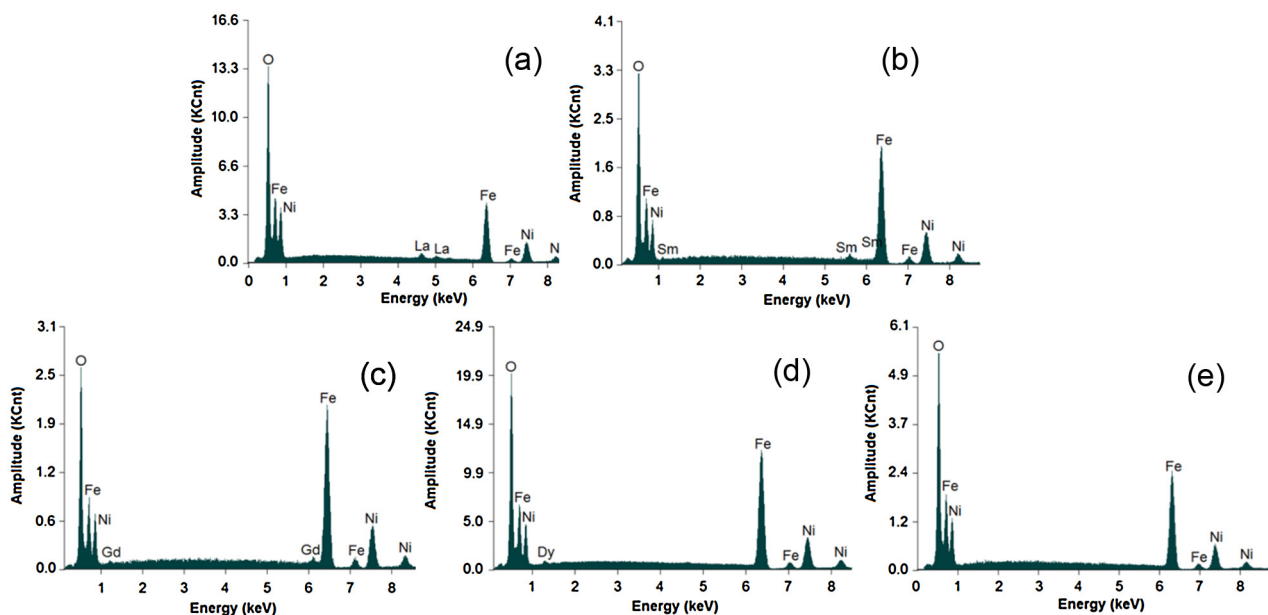 16.6
13.3
10.0
6.6
3.3
0.0
Amplitude (KCnt)
O
Fe
Ni
La La
Fe
Fe
Ni
N
(a)
0 1 2 3 4 5 6 7 8
Energy (keV)
4.1
3.3
2.5
1.6
0.8
0.0
Amplitude (KCnt)
O
Fe
Ni
Sm
Sm
Sm
Fe
Fe
Ni
Ni
(b)
1 2 3 4 5 6 7 8
Energy (keV)
3.1
2.5
1.9
1.2
0.6
0.0
Amplitude (KCnt)
O
Fe
Ni
Gd
Gd
Fe
Fe
Ni
Ni
(c)
1 2 3 4 5 6 7 8
Energy (keV)
24.9
19.9
14.9
9.9
5.0
0.0
Amplitude (KCnt)
O
Fe
Ni
Dy
Fe
Fe
Ni
Ni
(d)
1 2 3 4 5 6 7 8
Energy (keV)
6.1
4.9
3.7
2.4
1.2
0.0
Amplitude (KCnt)
O
Fe
Ni
Fe
Fe
Ni
Ni
(e)
0 1 2 3 4 5 6 7 8
Energy (keV)